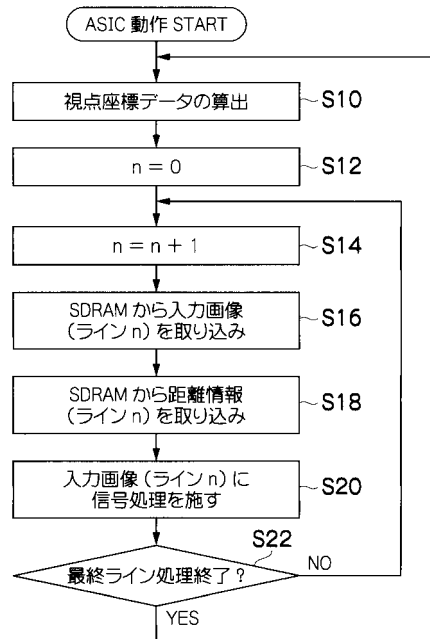 ASIC 動作 START
視点座標データの算出
S10
n = 0
S12
n = n + 1
S14
SDRAM から入力画像
(ライン n) を取り込み
S16
SDRAM から距離情報
(ライン n) を取り込み
S18
入力画像 (ライン n) に
信号処理を施す
S20
S22
最終ライン処理終了?
NO
YES